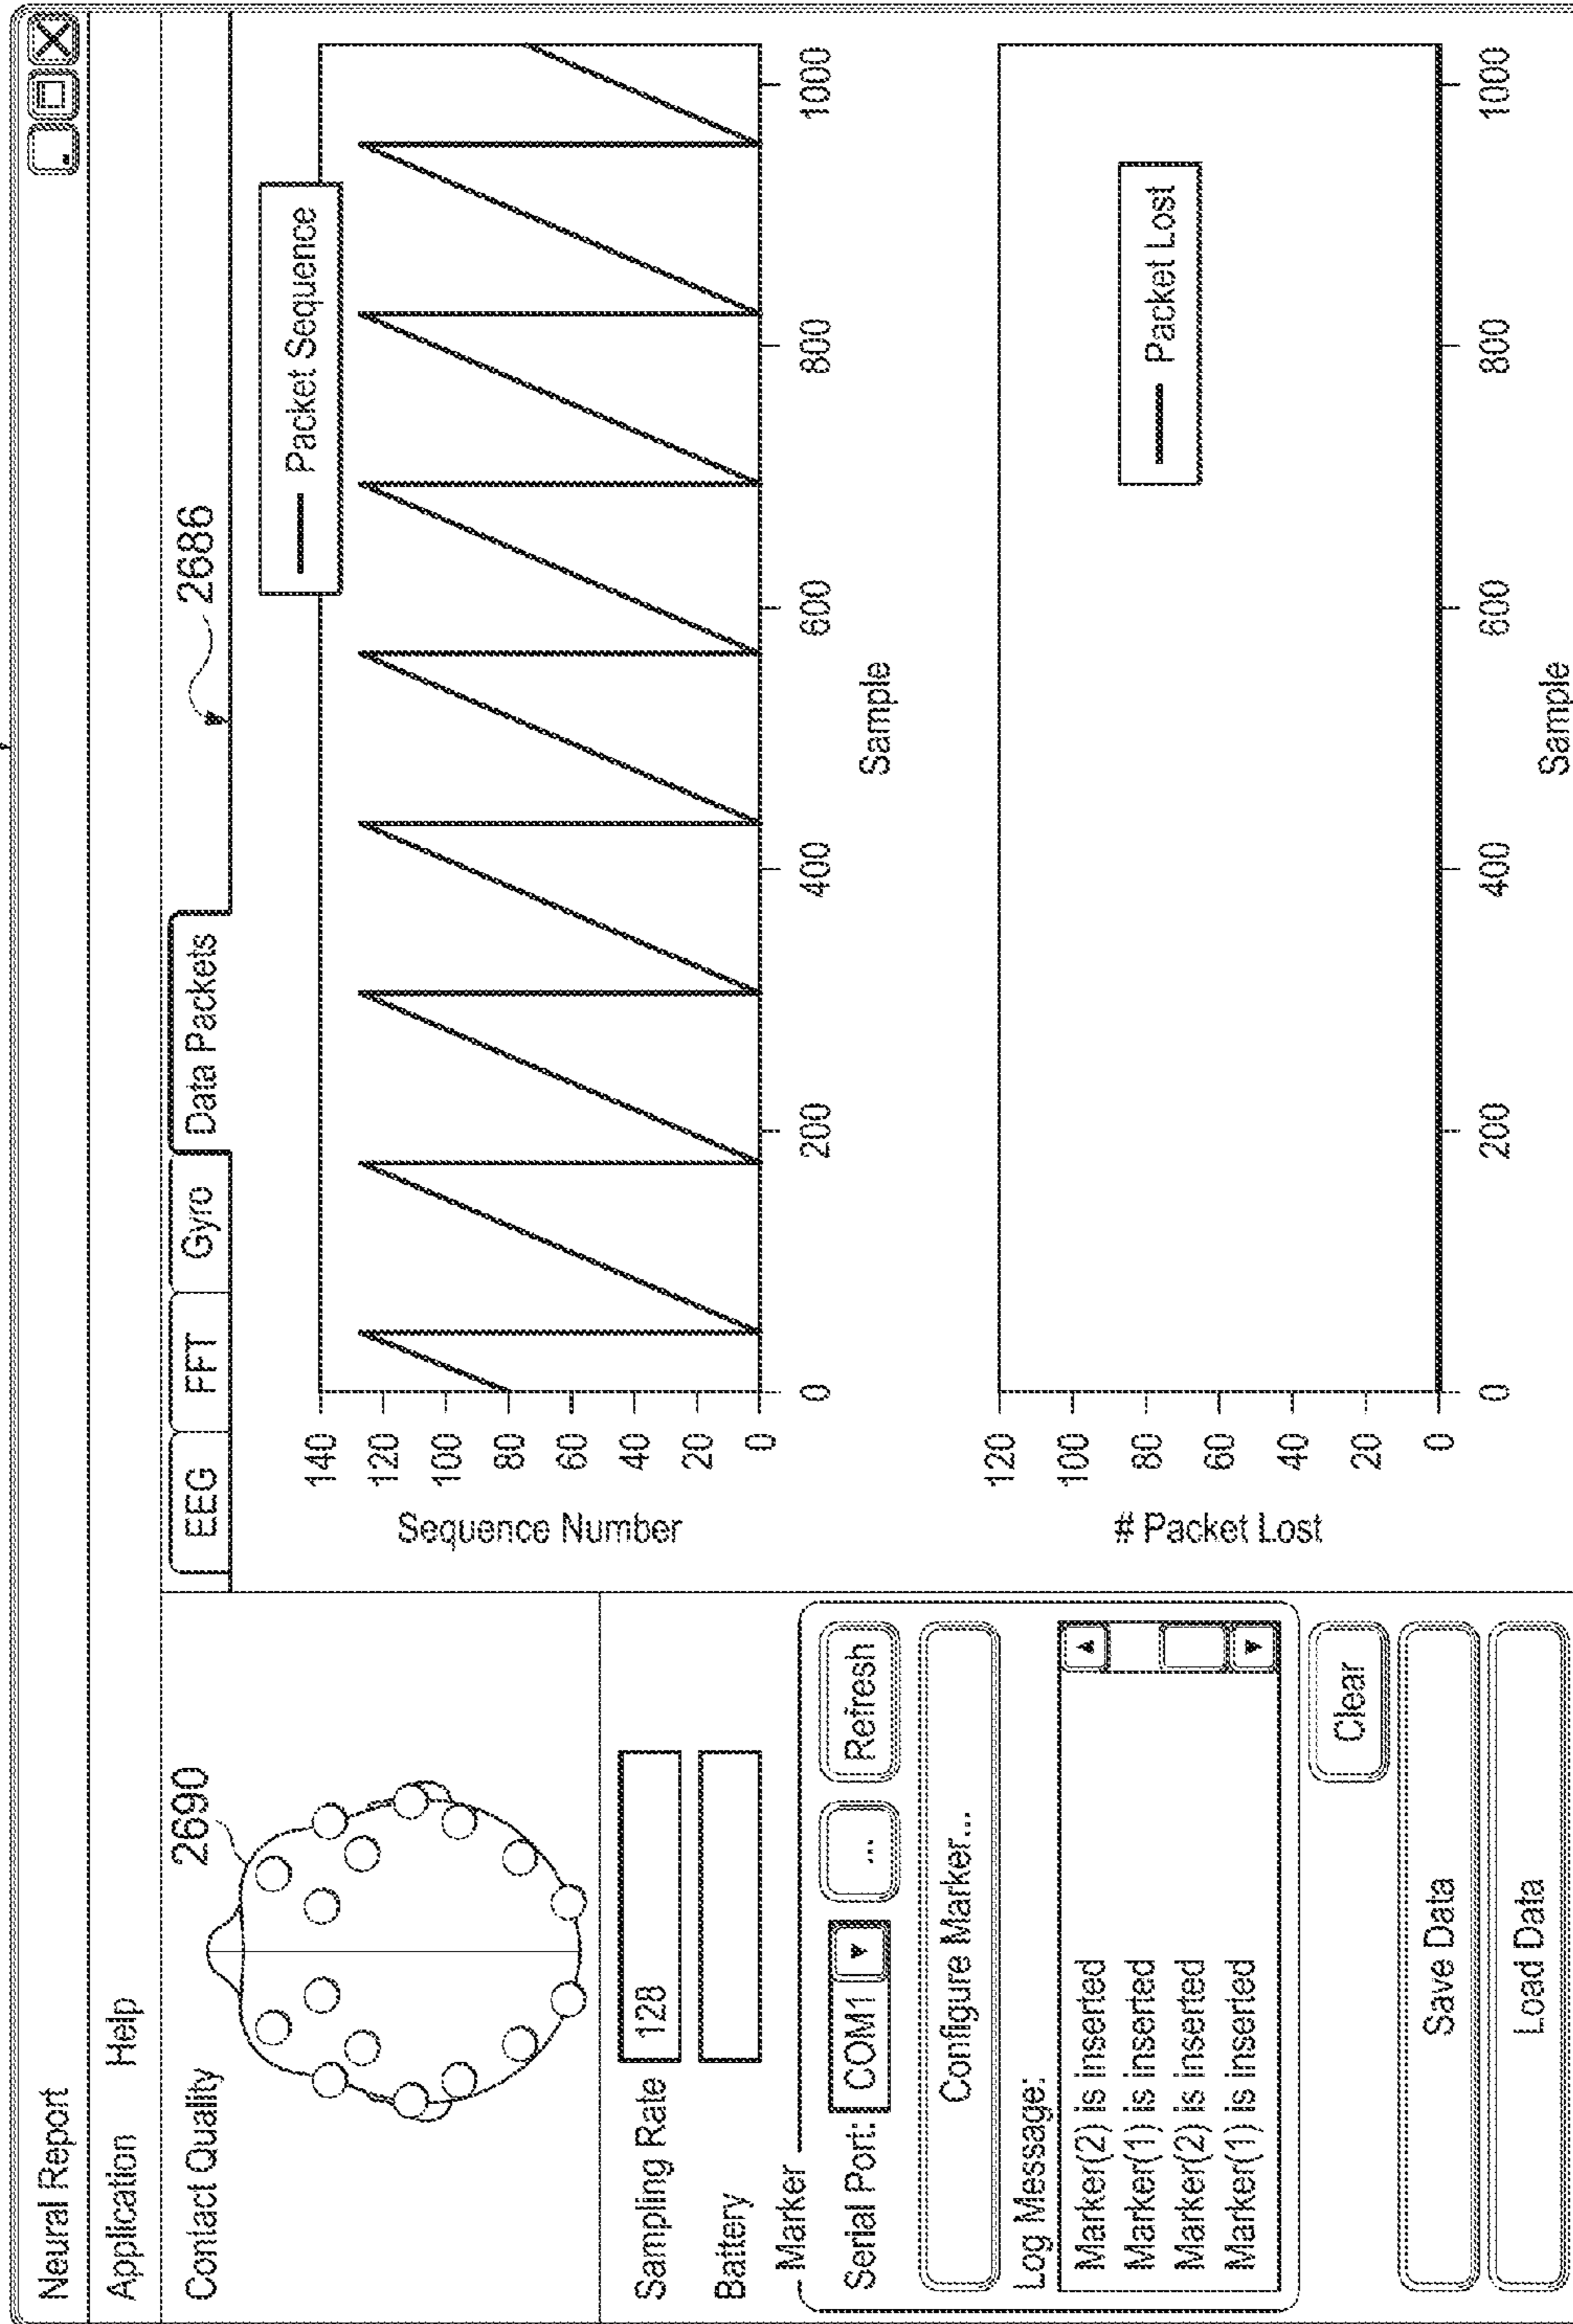 Neural Report
Application Help
Contact Quality
2690
Sampling Rate 128
Battery
Marker
Serial Port: COM1 ... Refresh
Configure Marker...
Log Message:
Marker(2) is inserted
Marker(1) is inserted
Marker(2) is inserted
Marker(1) is inserted
Clear
Save Data
Load Data
EEG FFT Gyro Data Packets
2686
Packet Sequence
Sequence Number
140
120
100
80
60
40
20
0
0 200 400 600 800 1000
Sample
Packet Lost
# Packet Lost
120
100
80
60
40
20
0
0 200 400 600 800 1000
Sample